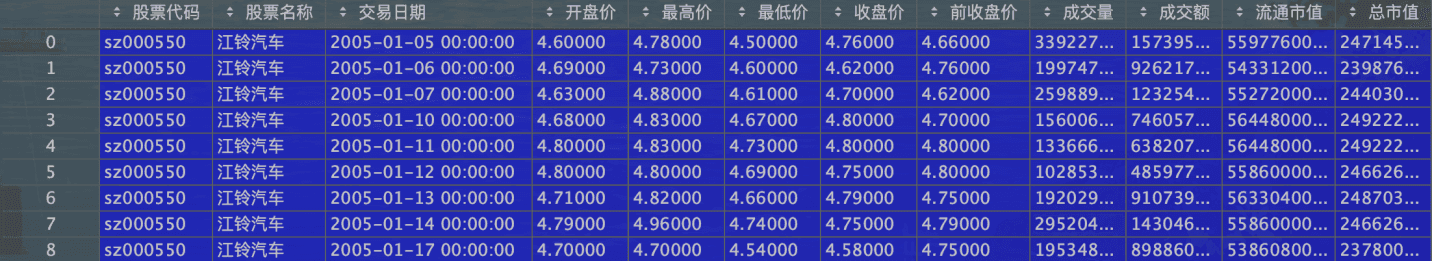 股票代码 股票名称 交易日期 开盘价 最高价 最低价 收盘价 前收盘价 成交量 成交额 流通市值 总市值
0 sz000550 江铃汽车 2005-01-05 00:00:00 4.60000 4.78000 4.50000 4.76000 4.66000 339227... 157395... 55977600... 247145...
1 sz000550 江铃汽车 2005-01-06 00:00:00 4.69000 4.73000 4.60000 4.62000 4.76000 199747... 926217... 54331200... 239876...
2 sz000550 江铃汽车 2005-01-07 00:00:00 4.63000 4.88000 4.61000 4.70000 4.62000 259889... 123254... 55272000... 244030...
3 sz000550 江铃汽车 2005-01-10 00:00:00 4.68000 4.83000 4.67000 4.80000 4.70000 156006... 746057... 56448000... 249222...
4 sz000550 江铃汽车 2005-01-11 00:00:00 4.80000 4.83000 4.73000 4.80000 4.80000 133666... 638207... 56448000... 249222...
5 sz000550 江铃汽车 2005-01-12 00:00:00 4.80000 4.80000 4.69000 4.75000 4.80000 102853... 485977... 55860000... 246626...
6 sz000550 江铃汽车 2005-01-13 00:00:00 4.71000 4.82000 4.66000 4.79000 4.75000 192029... 910739... 56330400... 248703...
7 sz000550 江铃汽车 2005-01-14 00:00:00 4.79000 4.96000 4.74000 4.75000 4.79000 295204... 143046... 55860000... 246626...
8 sz000550 江铃汽车 2005-01-17 00:00:00 4.70000 4.70000 4.54000 4.58000 4.75000 195348... 898860... 53860800... 237800...